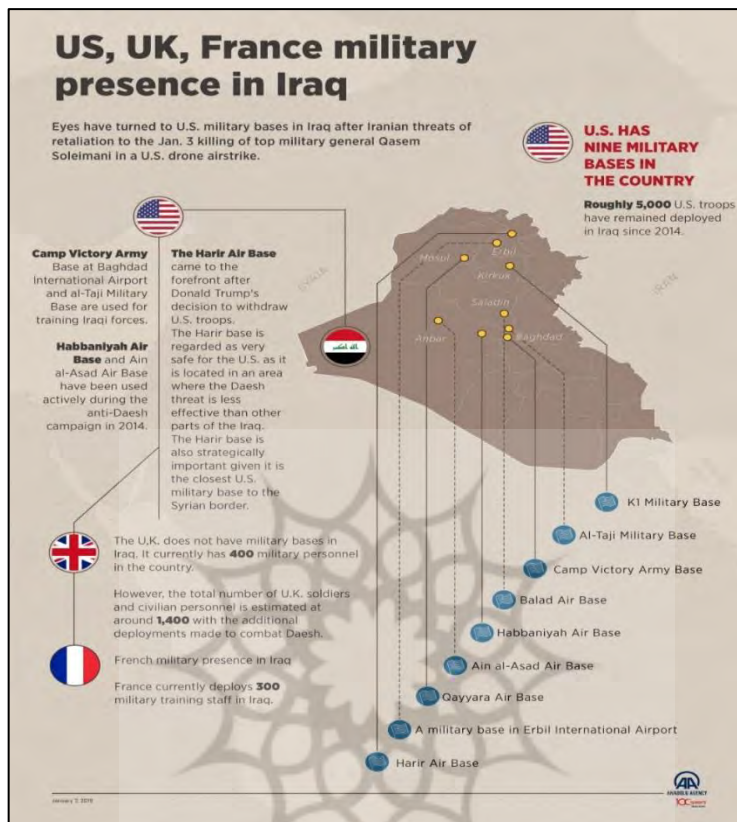 US, UK, France military
presence in Iraq
Eyes have turned to U.S. military bases in Iraq after Iranian threats of
retaliation to the Jan. 3 killing of top military general Qasem
Soleimani in a U.S. drone airstrike.
U.S. HAS
NINE MILITARY
BASES IN
THE COUNTRY
Roughly 5,000 U.S. troops
have remained deployed
in Iraq since 2014.
Camp Victory Army
Base at Baghdad
International Airport
and al-Taji Military
Base are used for
training Iraqi forces.
Habbaniyah Air
Base and Ain
al-Asad Air Base
have been used
actively during the
anti-Daesh
campaign in 2014.
The Harir Air Base
came to the
forefront after
Donald Trump's
decision to withdraw
U.S. troops.
The Harir base is
regarded as very
safe for the U.S. as it
is located in an area
where the Daesh
threat is less
effective than other
parts of the Iraq.
The Harir base is
also strategically
important given it is
the closest U.S.
military base to the
Syrian border.
SYRIA
IRAN
Mosul
Erbil
Kirkuk
Saladin
Anbar
Baghdad
The U.K. does not have military bases in
Iraq. It currently has 400 military personnel
in the country.
However, the total number of U.K. soldiers
and civilian personnel is estimated at
around 1,400 with the additional
deployments made to combat Daesh.
French military presence in Iraq
France currently deploys 300
military training staff in Iraq.
K1 Military Base
Al-Taji Military Base
Camp Victory Army Base
Balad Air Base
Habbaniyah Air Base
Ain al-Asad Air Base
Qayyara Air Base
A military base in Erbil International Airport
Harir Air Base
AA
ANADOLU AGENCY
100